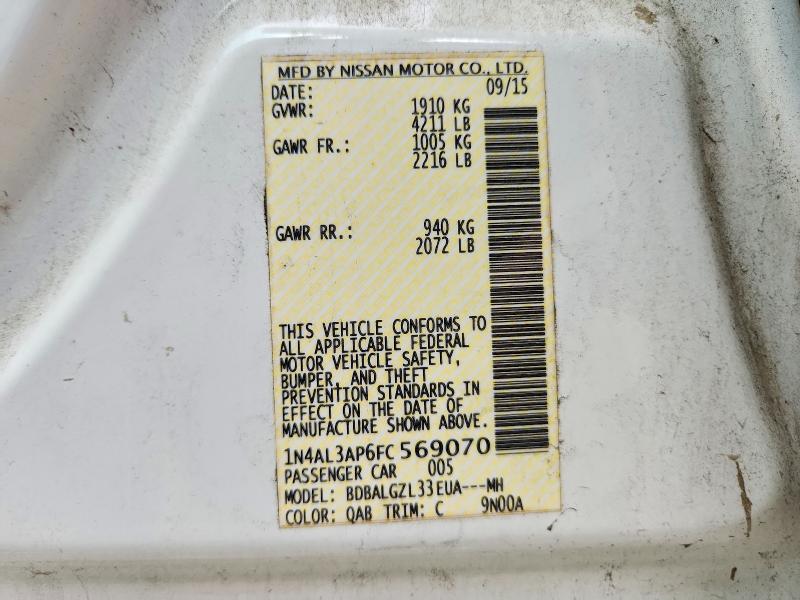 MFD BY NISSAN MOTOR CO., LTD.
DATE: 09/15
GVWR: 1910 KG
4211 LB
GAWR FR.: 1005 KG
2216 LB
GAWR RR.: 940 KG
2072 LB
THIS VEHICLE CONFORMS TO
ALL APPLICABLE FEDERAL
MOTOR VEHICLE SAFETY,
BUMPER, AND THEFT
PREVENTION STANDARDS IN
EFFECT ON THE DATE OF
MANUFACTURE SHOWN ABOVE.
1N4AL3AP6FC569070
PASSENGER CAR 005
MODEL: BDBALGZL33EUA---MH
COLOR: QAB TRIM: C 9N00A